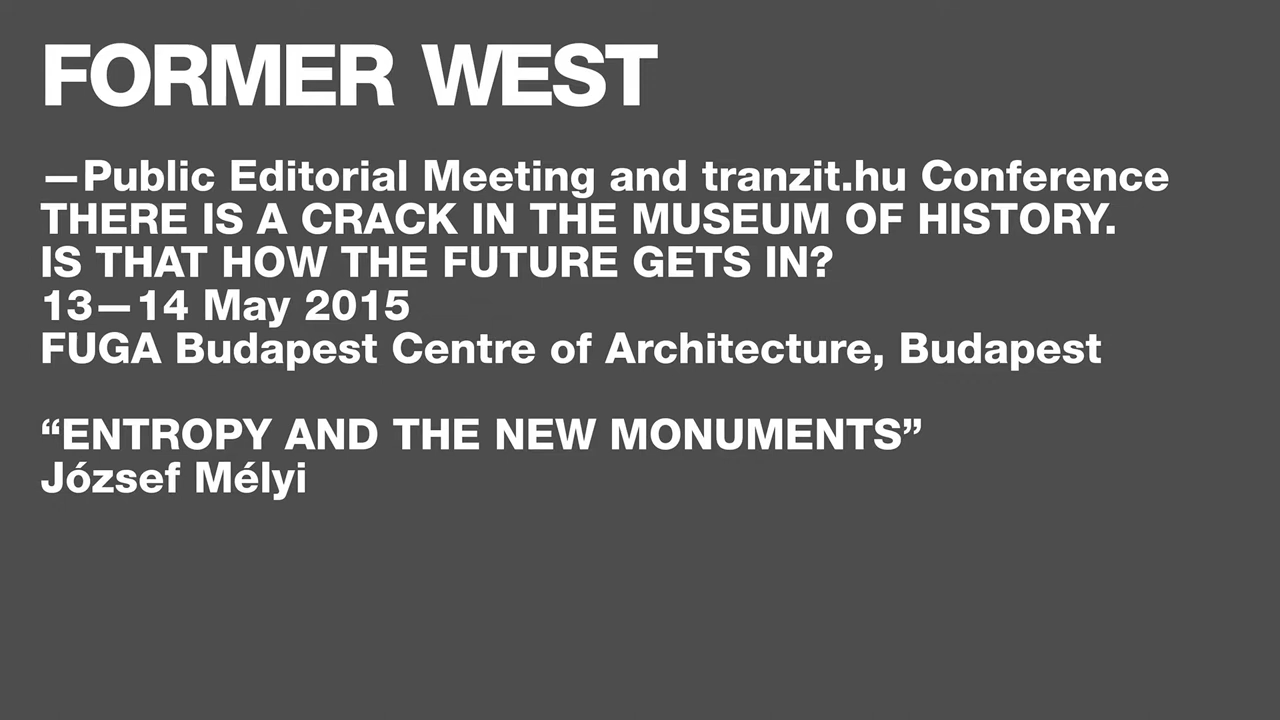 FORMER WEST
—Public Editorial Meeting and tranzit.hu Conference
THERE IS A CRACK IN THE MUSEUM OF HISTORY.
IS THAT HOW THE FUTURE GETS IN?
13—14 May 2015
FUGA Budapest Centre of Architecture, Budapest
“ENTROPY AND THE NEW MONUMENTS”
József Mélyi